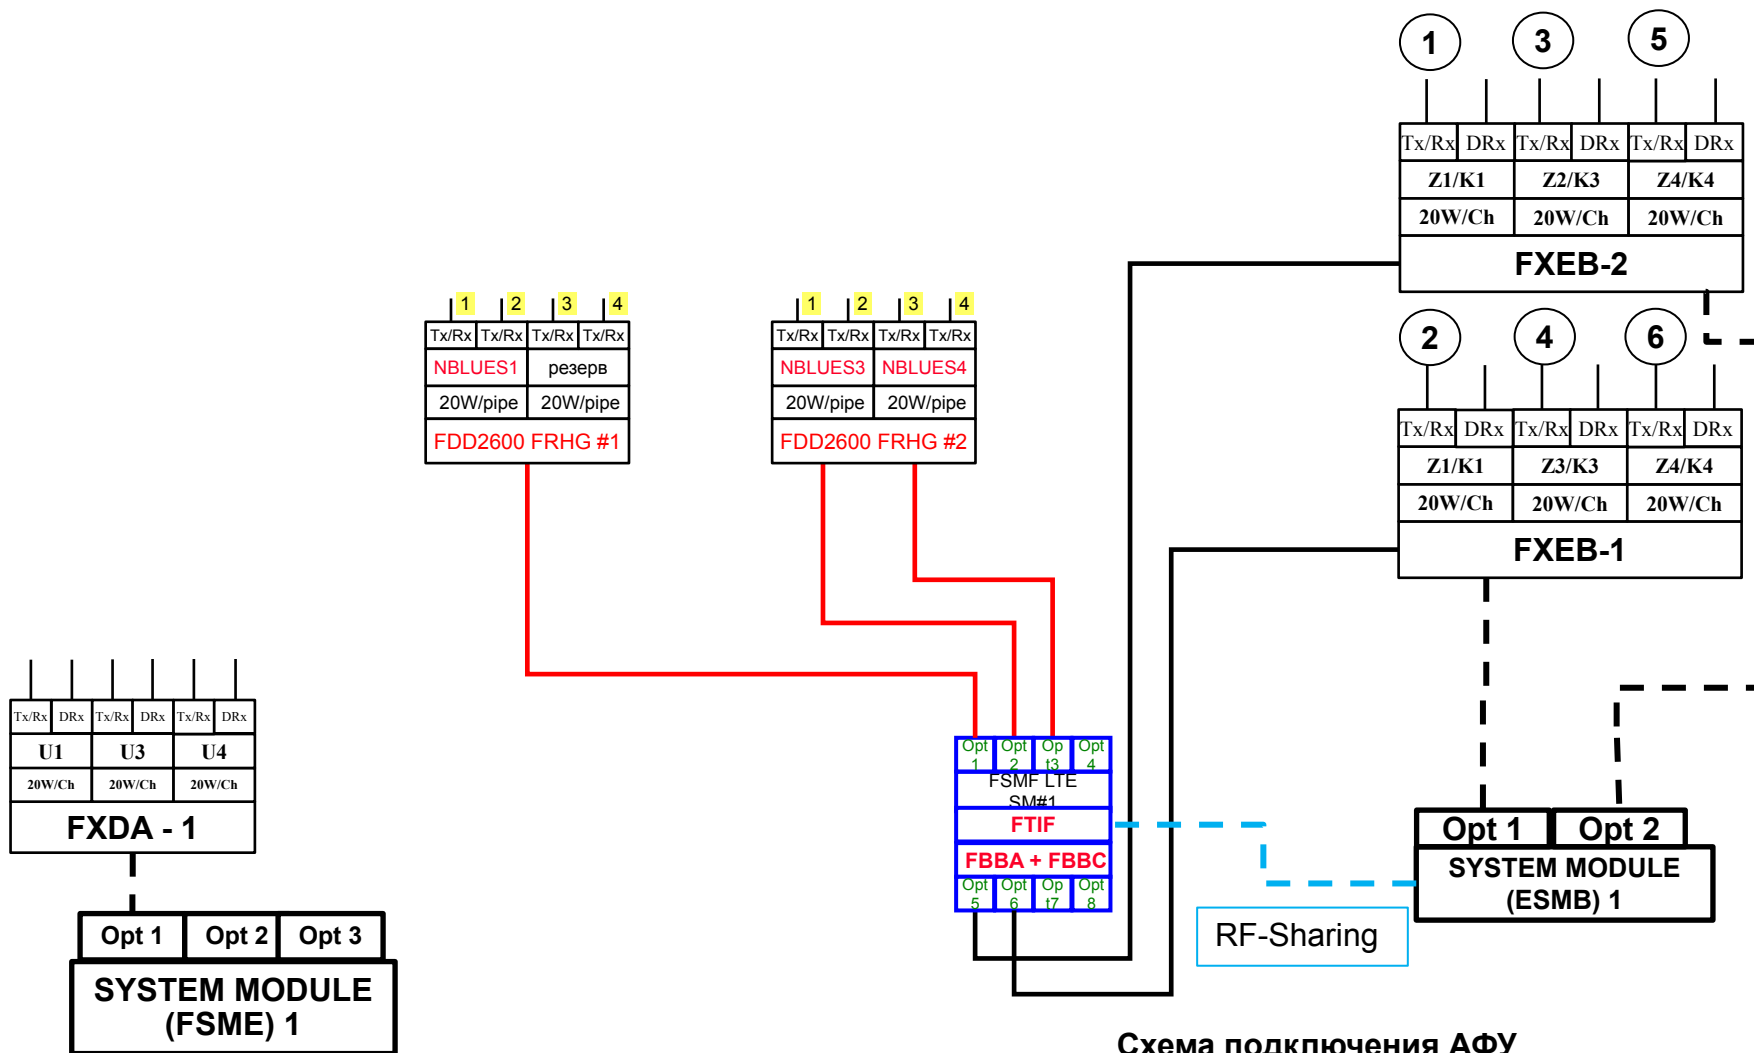 1 3 5
Tx/Rx DRx Tx/Rx DRx Tx/Rx DRx
Z1/K1 Z2/K3 Z4/K4
20W/Ch 20W/Ch 20W/Ch
FXEB-2
2 4 6
Tx/Rx DRx Tx/Rx DRx Tx/Rx DRx
Z1/K1 Z3/K3 Z4/K4
20W/Ch 20W/Ch 20W/Ch
FXEB-1
1 2 3 4
Tx/Rx Tx/Rx Tx/Rx Tx/Rx
NBLUES1 резерв
20W/pipe 20W/pipe
FDD2600 FRHG #1
1 2 3 4
Tx/Rx Tx/Rx Tx/Rx Tx/Rx
NBLUES3 NBLUES4
20W/pipe 20W/pipe
FDD2600 FRHG #2
Tx/Rx DRx Tx/Rx DRx Tx/Rx DRx
U1 U3 U4
20W/Ch 20W/Ch 20W/Ch
FXDA - 1
Opt 1 Opt 2 Opt 3
SYSTEM MODULE
(FSME) 1
Opt Opt Op Opt
1 2 t3 4
FSMF LTE
SM#1
FTIF
FBBA + FBBC
Opt Opt Op Opt
5 6 t7 8
RF-Sharing
Opt 1 Opt 2
SYSTEM MODULE
(ESMB) 1
Схема подключения АФУ